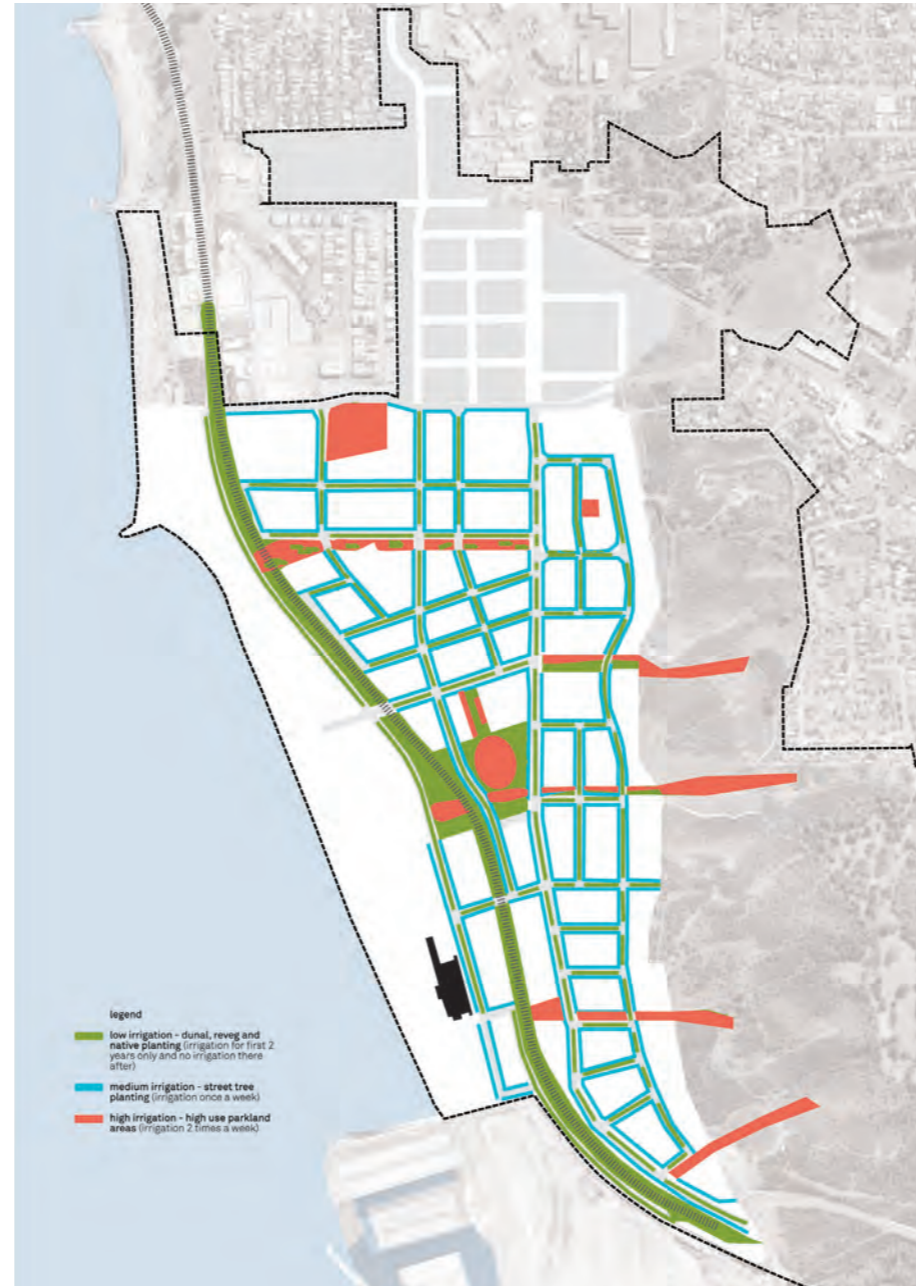 legend
low irrigation - dunal, reveg and
native planting (irrigation for first 2
years only and no irrigation there
after)
medium irrigation - street tree
planting (irrigation once a week)
high irrigation - high use parkland
areas (irrigation 2 times a week)